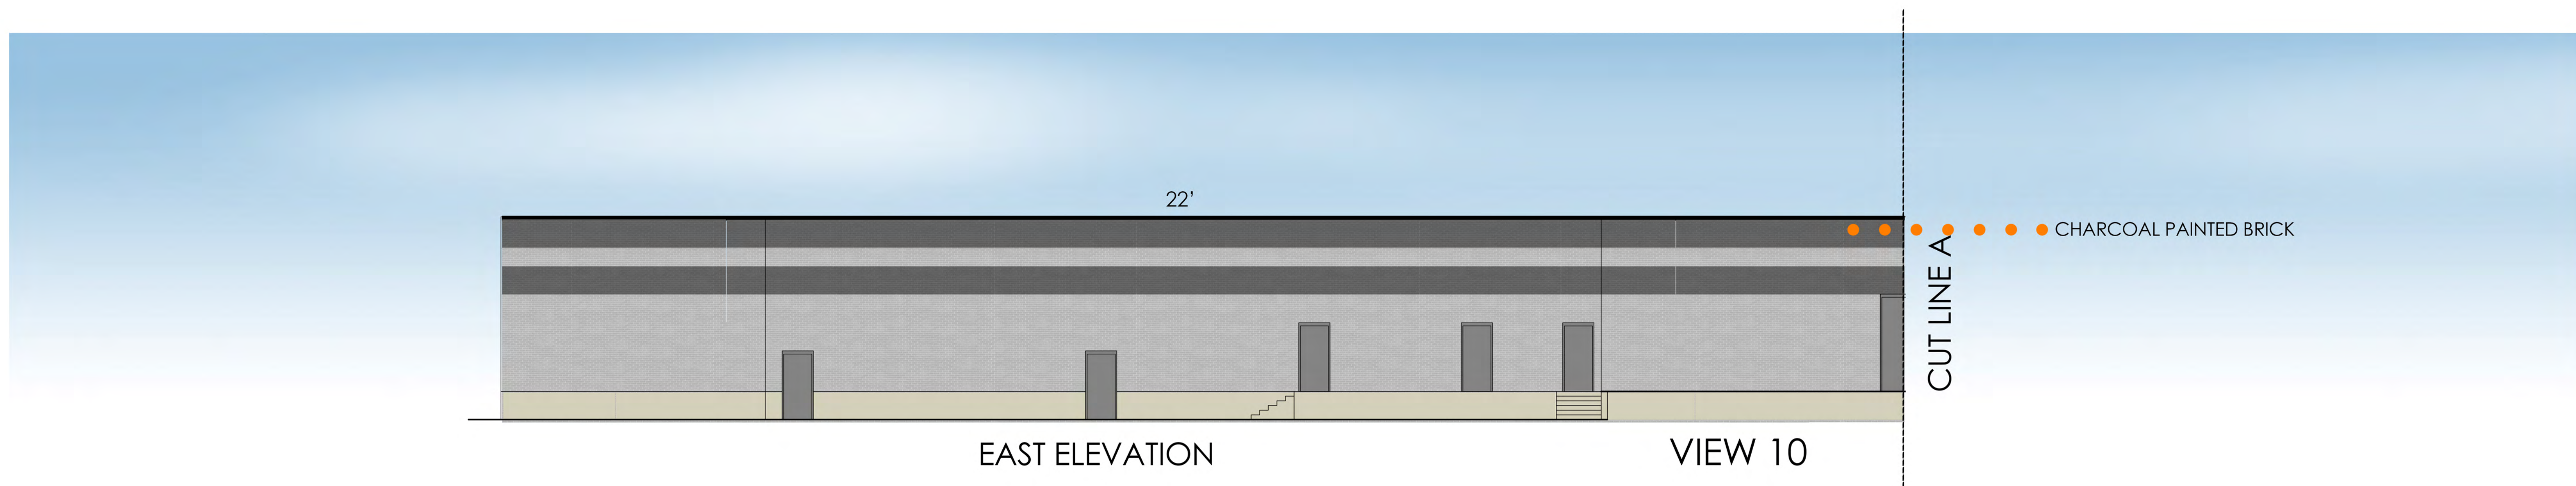 22’
CHARCOAL PAINTED BRICK
CUT LINE A
EAST ELEVATION
VIEW 10